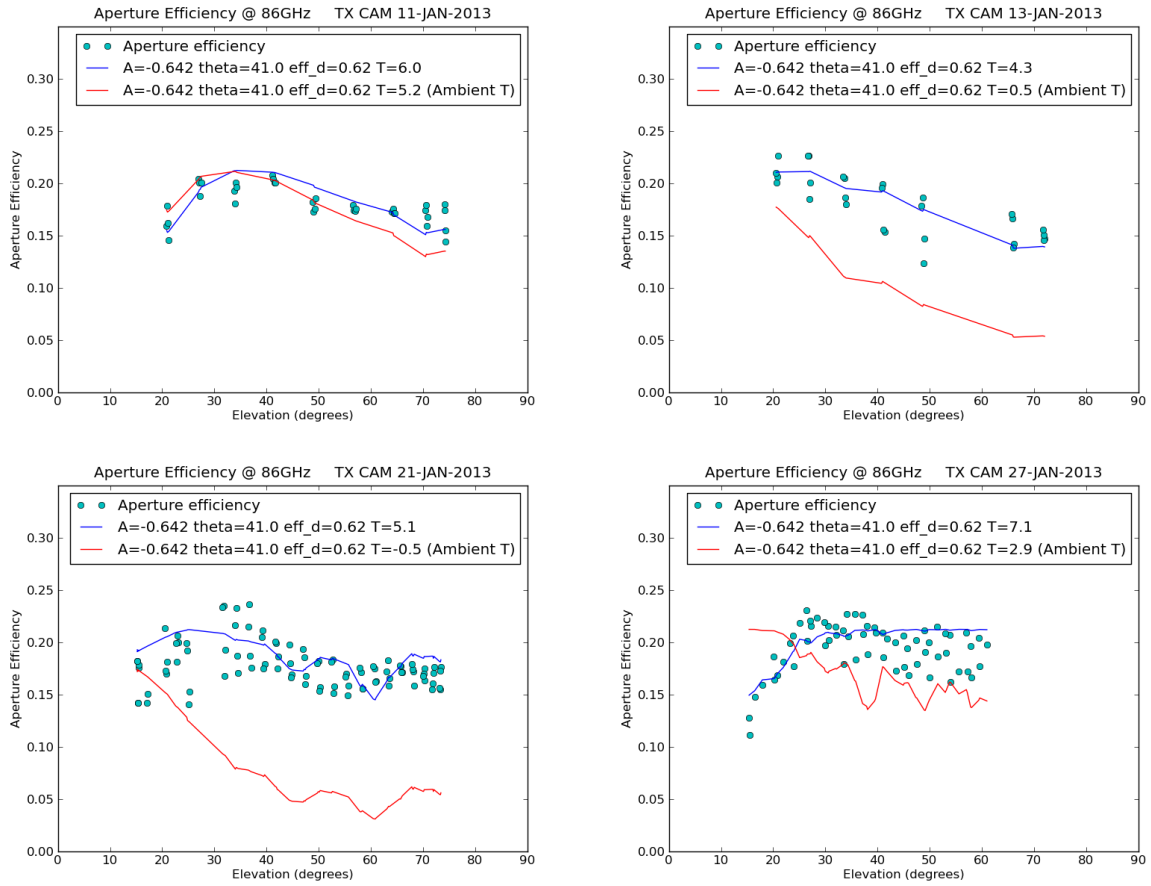 Aperture Efficiency @ 86GHz TX CAM 11-JAN-2013
Aperture efficiency
A=-0.642 theta=41.0 eff_d=0.62 T=6.0
A=-0.642 theta=41.0 eff_d=0.62 T=5.2 (Ambient T)
0.30
0.25
0.20
0.15
0.10
0.05
0.00
Aperture Efficiency
0 10 20 30 40 50 60 70 80 90
Elevation (degrees)
Aperture Efficiency @ 86GHz TX CAM 13-JAN-2013
Aperture efficiency
A=-0.642 theta=41.0 eff_d=0.62 T=4.3
A=-0.642 theta=41.0 eff_d=0.62 T=0.5 (Ambient T)
0.30
0.25
0.20
0.15
0.10
0.05
0.00
Aperture Efficiency
0 10 20 30 40 50 60 70 80 90
Elevation (degrees)
Aperture Efficiency @ 86GHz TX CAM 21-JAN-2013
Aperture efficiency
A=-0.642 theta=41.0 eff_d=0.62 T=5.1
A=-0.642 theta=41.0 eff_d=0.62 T=-0.5 (Ambient T)
0.30
0.25
0.20
0.15
0.10
0.05
0.00
Aperture Efficiency
0 10 20 30 40 50 60 70 80 90
Elevation (degrees)
Aperture Efficiency @ 86GHz TX CAM 27-JAN-2013
Aperture efficiency
A=-0.642 theta=41.0 eff_d=0.62 T=7.1
A=-0.642 theta=41.0 eff_d=0.62 T=2.9 (Ambient T)
0.30
0.25
0.20
0.15
0.10
0.05
0.00
Aperture Efficiency
0 10 20 30 40 50 60 70 80 90
Elevation (degrees)